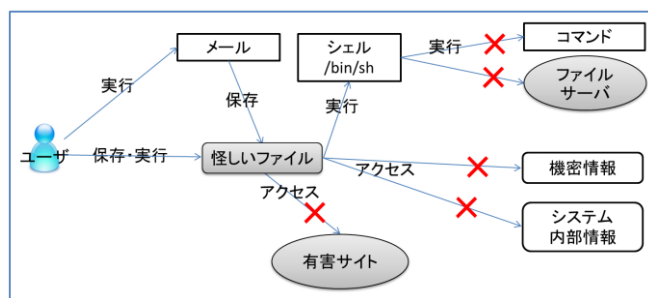 メール
シェル
/bin/sh
実行
コマンド
ファイル
サーバ
実行
保存
実行
ユーザ
保存・実行
怪しいファイル
アクセス
アクセス
機密情報
システム
内部情報
有害サイト